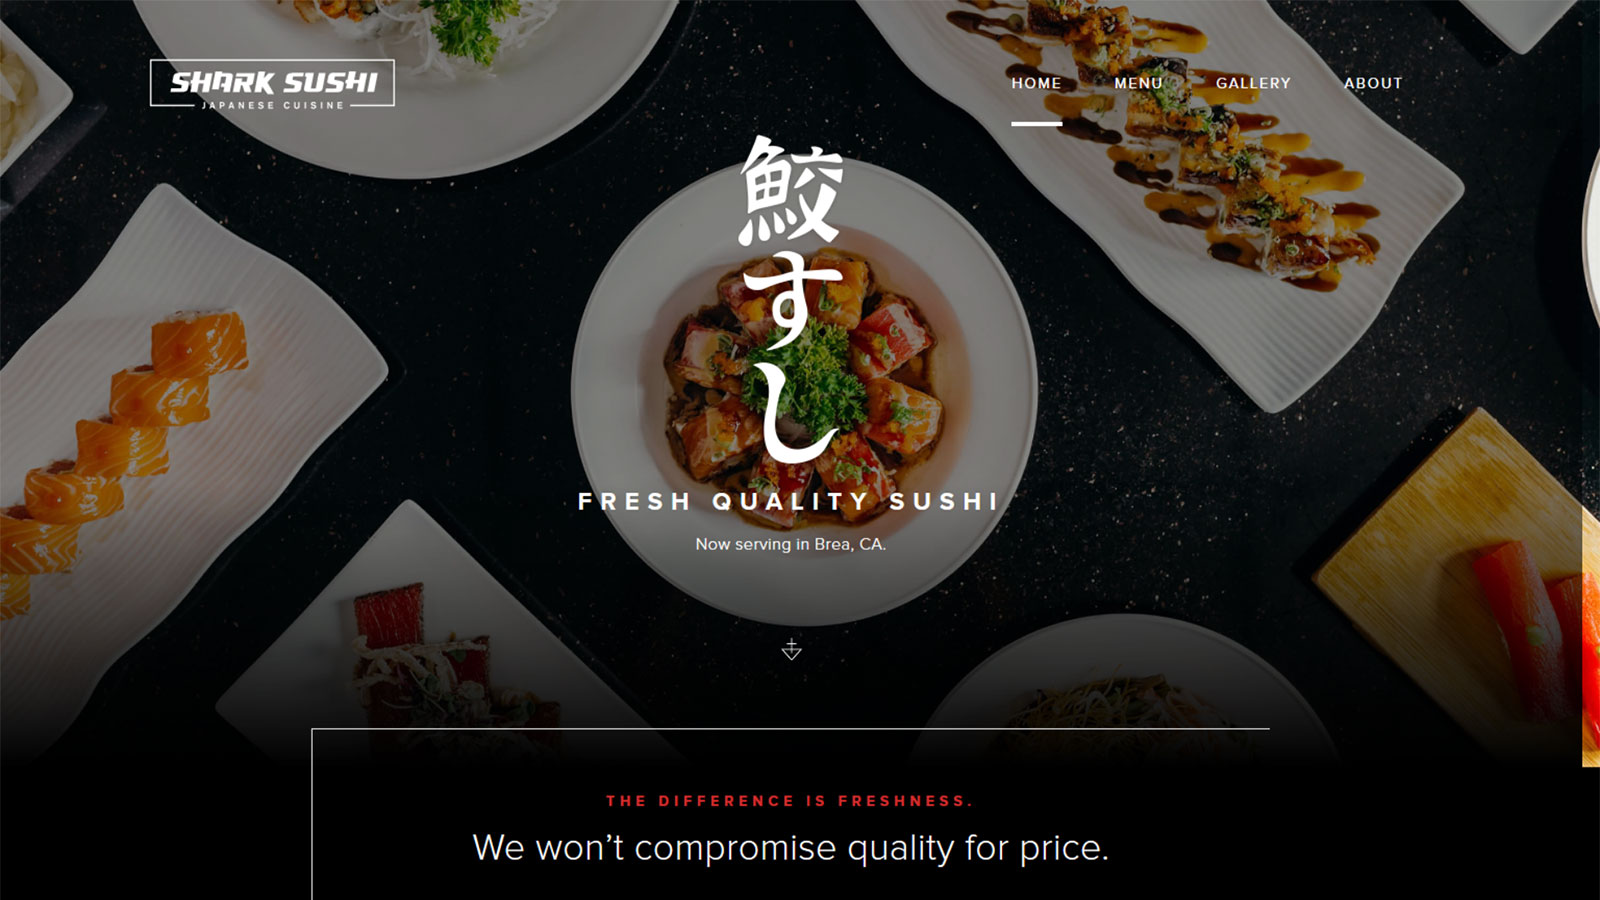 SHARK SUSHI
JAPANESE CUISINE
HOME MENU GALLERY ABOUT
鮫
す
し
FRESH QUALITY SUSHI
Now serving in Brea, CA.
THE DIFFERENCE IS FRESHNESS.
We won’t compromise quality for price.